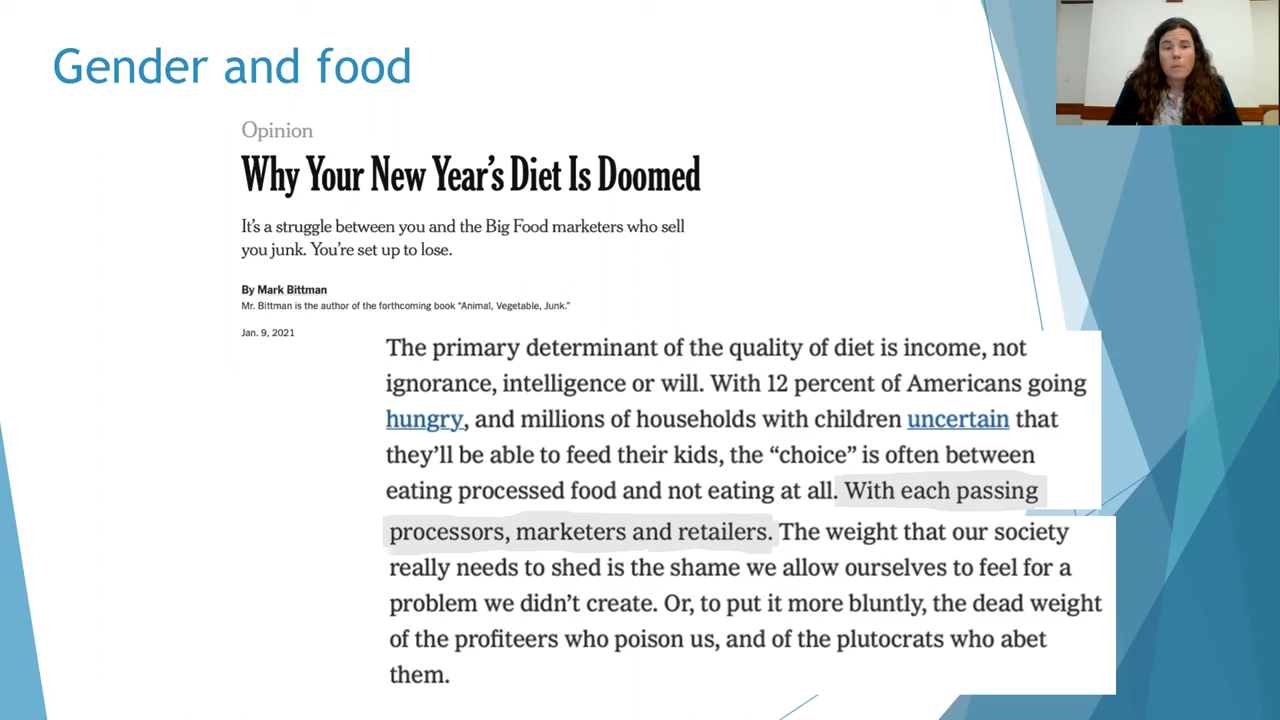 Gender and food
Opinion
Why Your New Year's Diet Is Doomed
It's a struggle between you and the Big Food marketers who sell
you junk. You're set up to lose.
By Mark Bittman
Mr. Bittman is the author of the forthcoming book “Animal, Vegetable, Junk.”
Jan. 9, 2021
The primary determinant of the quality of diet is income, not
ignorance, intelligence or will. With 12 percent of Americans going
hungry, and millions of households with children uncertain that
they’ll be able to feed their kids, the “choice” is often between
eating processed food and not eating at all. With each passing
processors, marketers and retailers. The weight that our society
really needs to shed is the shame we allow ourselves to feel for a
problem we didn’t create. Or, to put it more bluntly, the dead weight
of the profiteers who poison us, and of the plutocrats who abet
them.